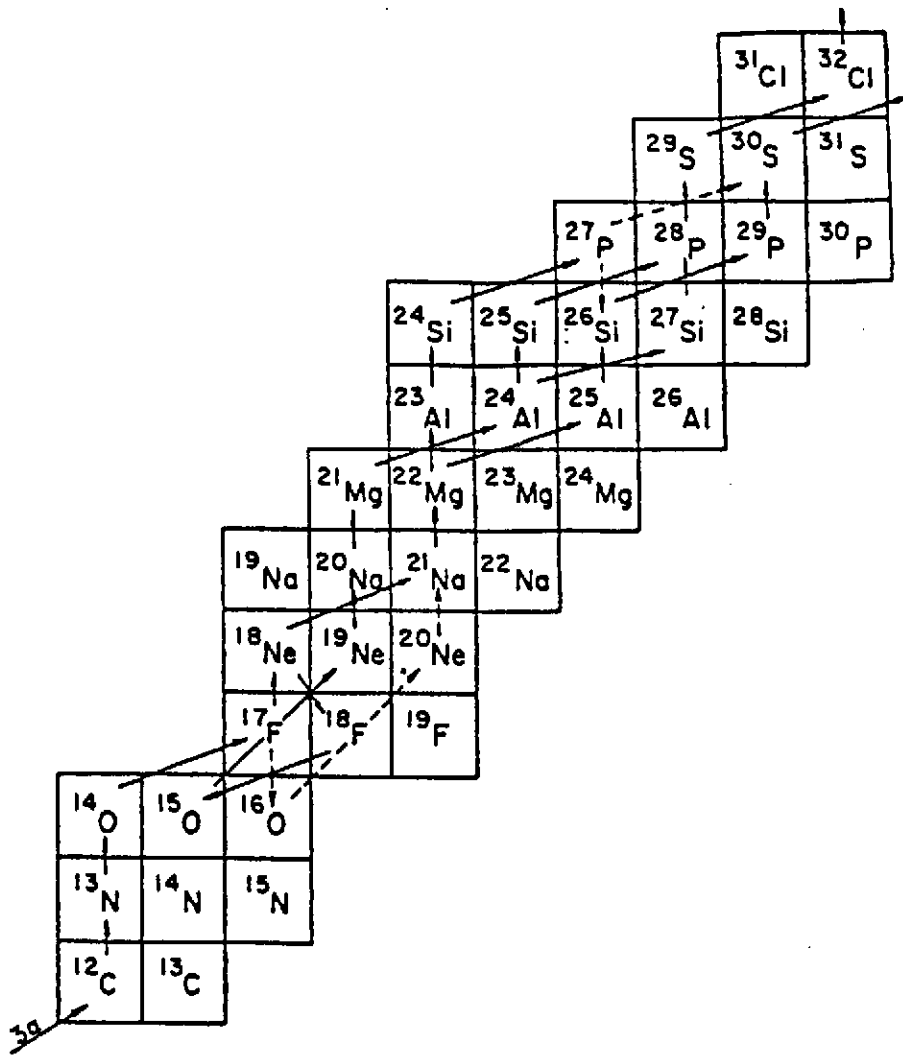 31Cl 32Cl
29S 30S 31S
27P 28P 29P 30P
24Si 25Si 26Si 27Si 28Si
23Al 24Al 25Al 26Al
21Mg 22Mg 23Mg 24Mg
19Na 20Na 21Na 22Na
18Ne 19Ne 20Ne
17F 18F 19F
14O 15O 16O
13N 14N 15N
12C 13C
3α